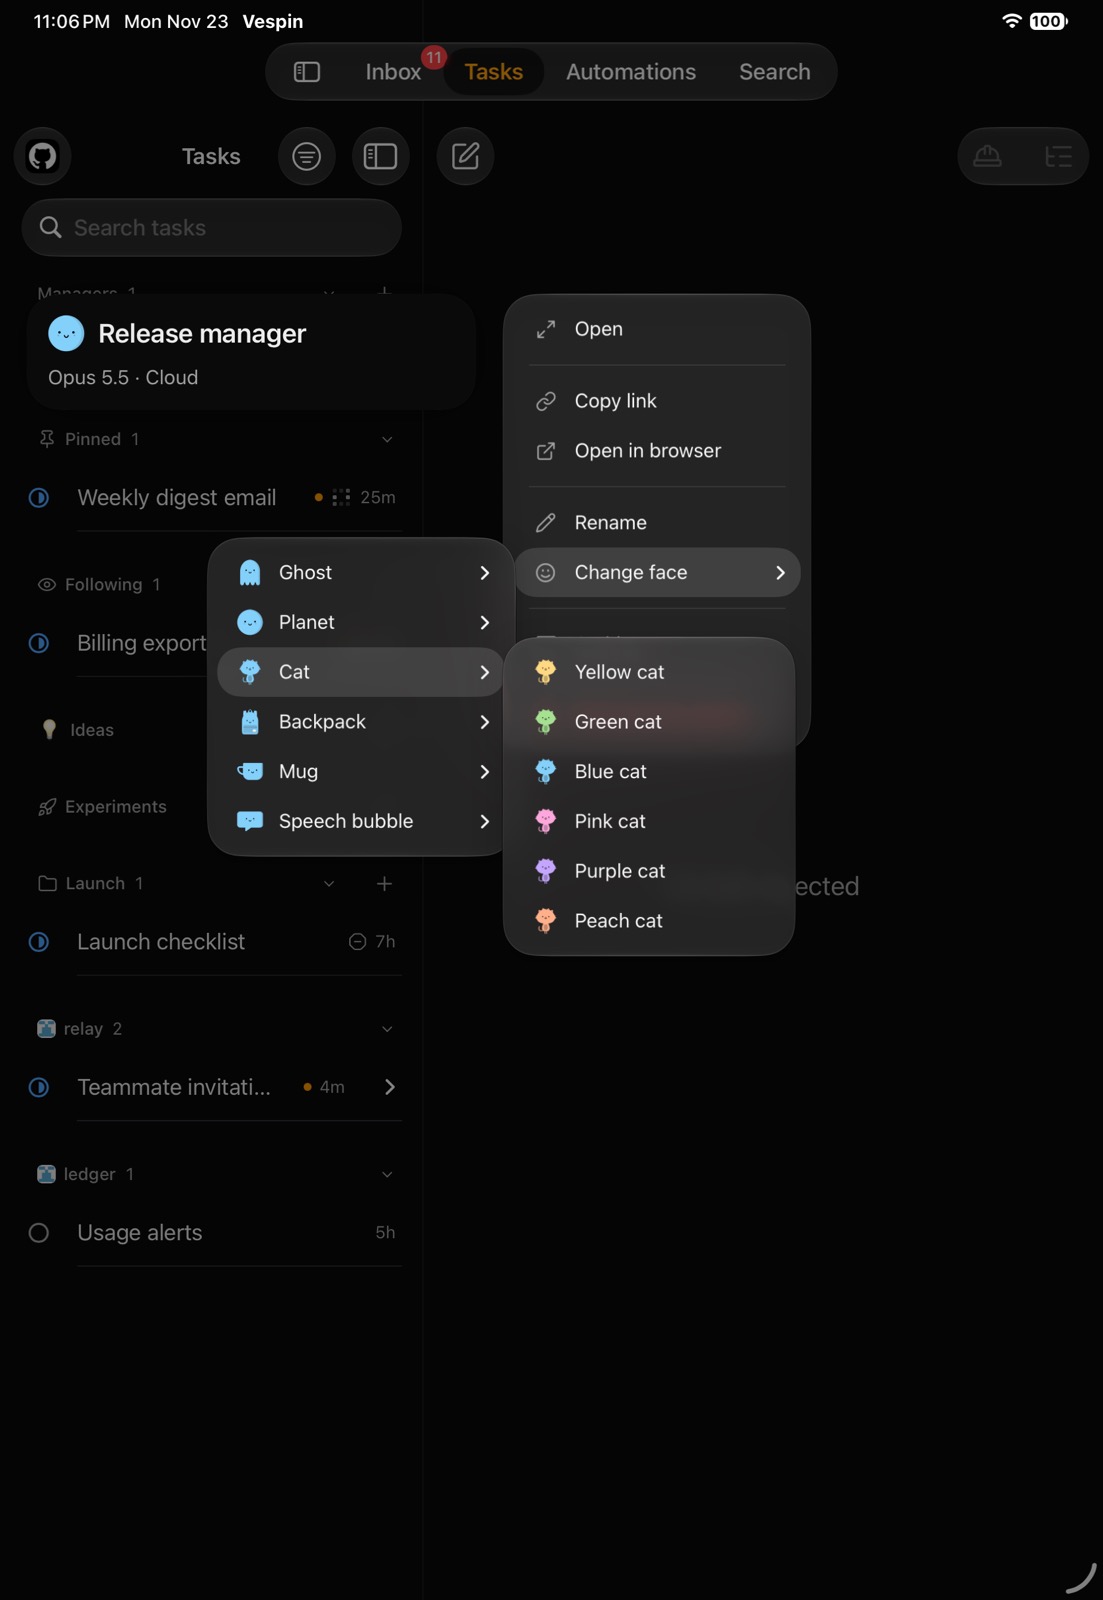 11:06 PM Mon Nov 23 Vespin
100
Inbox 11 Tasks Automations Search
Tasks
Search tasks
Managers 1
Release manager
Opus 5.5 · Cloud
Pinned 1
Weekly digest email 25m
Following 1
Billing export
Ideas
Experiments
Launch 1
Launch checklist 7h
relay 2
Teammate invitati... 4m
ledger 1
Usage alerts 5h
Open
Copy link
Open in browser
Rename
Change face
Ghost
Planet
Cat
Backpack
Mug
Speech bubble
Yellow cat
Green cat
Blue cat
Pink cat
Purple cat
Peach cat
ected